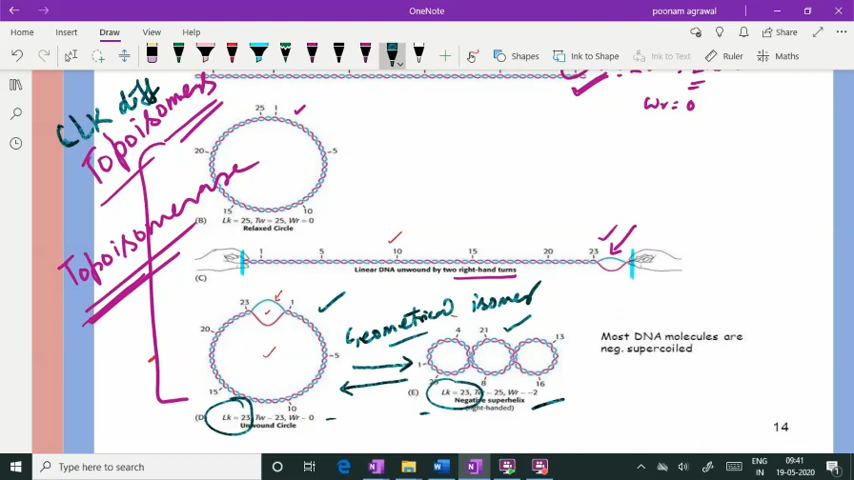 OneNote
poonam agrawal
Home
Insert
Draw
View
Help
Share
Shapes
Ink to Shape
Ink to Text
Ruler
Maths
Wr = 0
CLK diff
Topoisomers
Topoisomerase
25 1
5
10
15
20
(B) Lk = 25, Tw = 25, Wr = 0
Relaxed Circle
1 5 10 15 20 23
Linear DNA unwound by two right-hand turns
(C)
Geometrical isomer
23 1
20
5
15
10
(D) Lk = 23, Tw = 23, Wr = 0
Unwound Circle
4 21 13
1
8 16
(E) Lk = 23, Tw = 25, Wr = -2
Negative superhelix
(right-handed)
Most DNA molecules are
neg. supercoiled
14
Type here to search
ENG
IN
09:41
19-05-2020